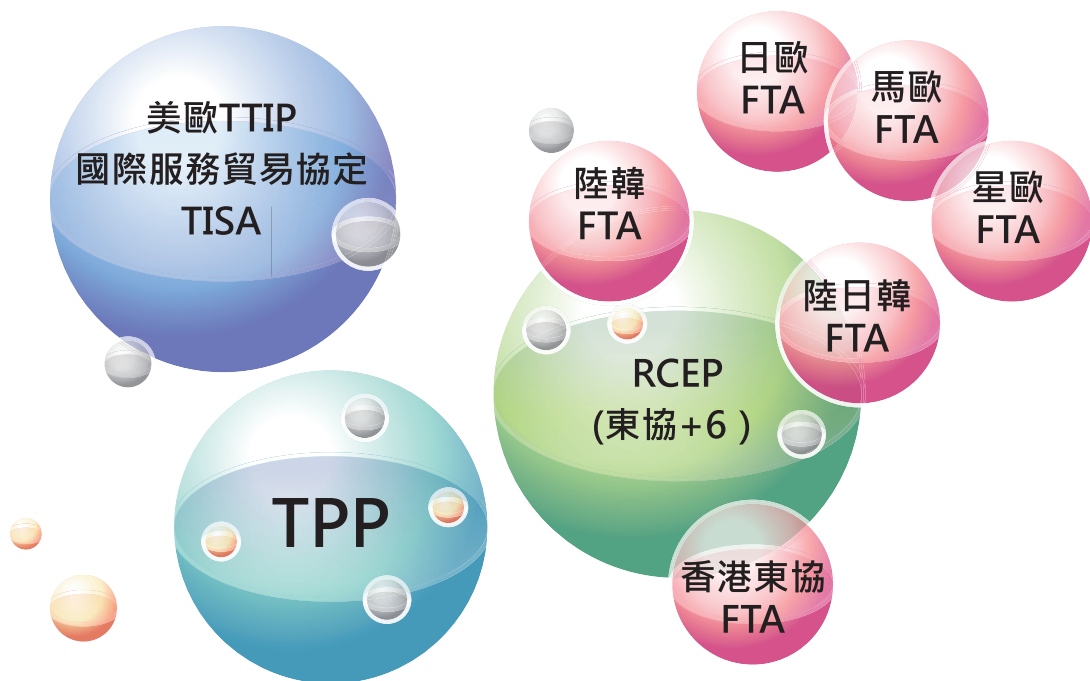 美歐TTIP
國際服務貿易協定
TISA
TPP
陸韓
FTA
日歐
FTA
馬歐
FTA
星歐
FTA
陸日韓
FTA
RCEP
(東協+6 )
香港東協
FTA